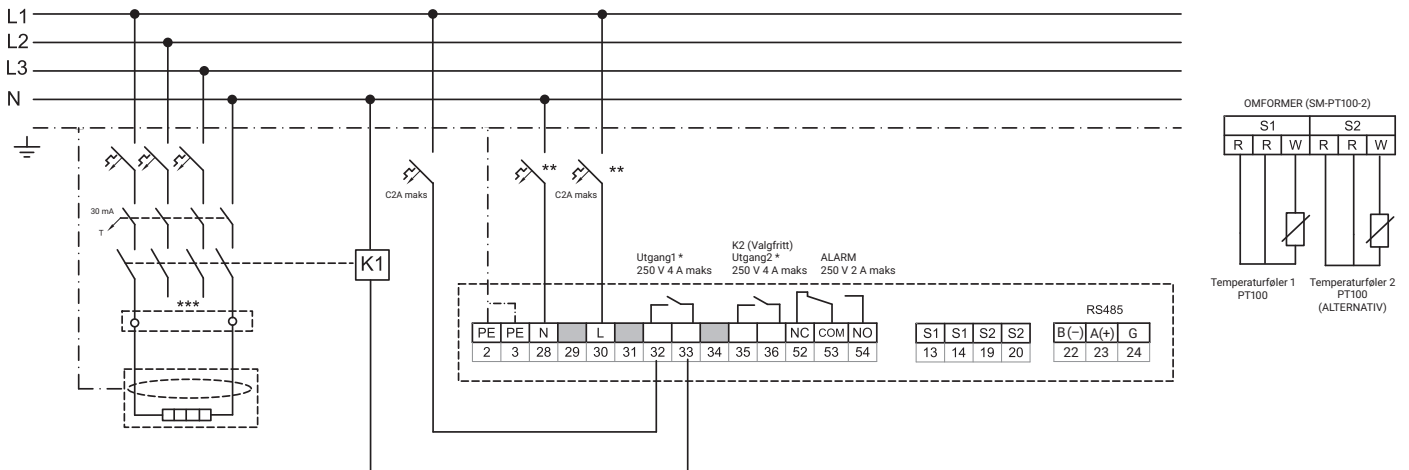 L1
L2
L3
N
30 mA
T
***
K1
C2A maks
**
C2A maks
**
Utgang1 *
250 V 4 A maks
K2 (Valgfritt)
Utgang2 *
250 V 4 A maks
ALARM
250 V 2 A maks
PE PE N L NC COM NO
2 3 28 29 30 31 32 33 34 35 36 52 53 54
S1 S1 S2 S2
13 14 19 20
RS485
B(−) A(+) G
22 23 24
OMFORMER (SM-PT100-2)
S1 S2
R R W R R W
Temperaturføler 1
PT100
Temperaturføler 2
PT100
(ALTERNATIV)